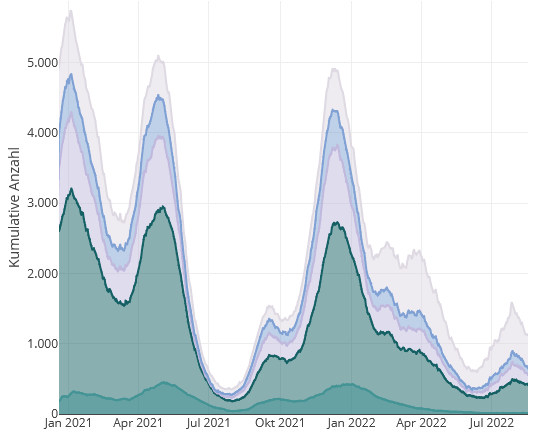 5.000
4.000
3.000
2.000
1.000
0
Kumulative Anzahl
Jan 2021
Apr 2021
Jul 2021
Okt 2021
Jan 2022
Apr 2022
Jul 2022